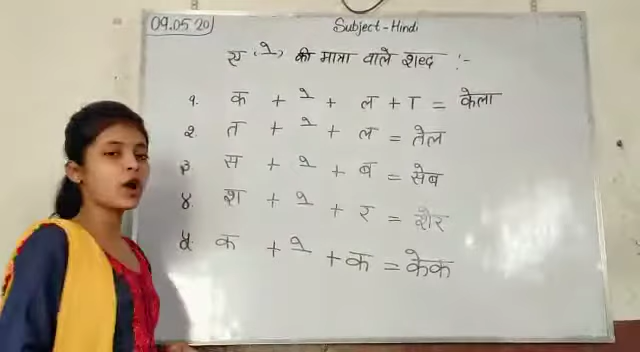 09.05.20
Subject-Hindi
ए (े) की मात्रा वाले शब्द :-
१. क + े + ल + ा = केला
२. त + े + ल = तेल
३ स + े + ब = सेब
४ श + े + र = शेर
५. क + े + क = केक